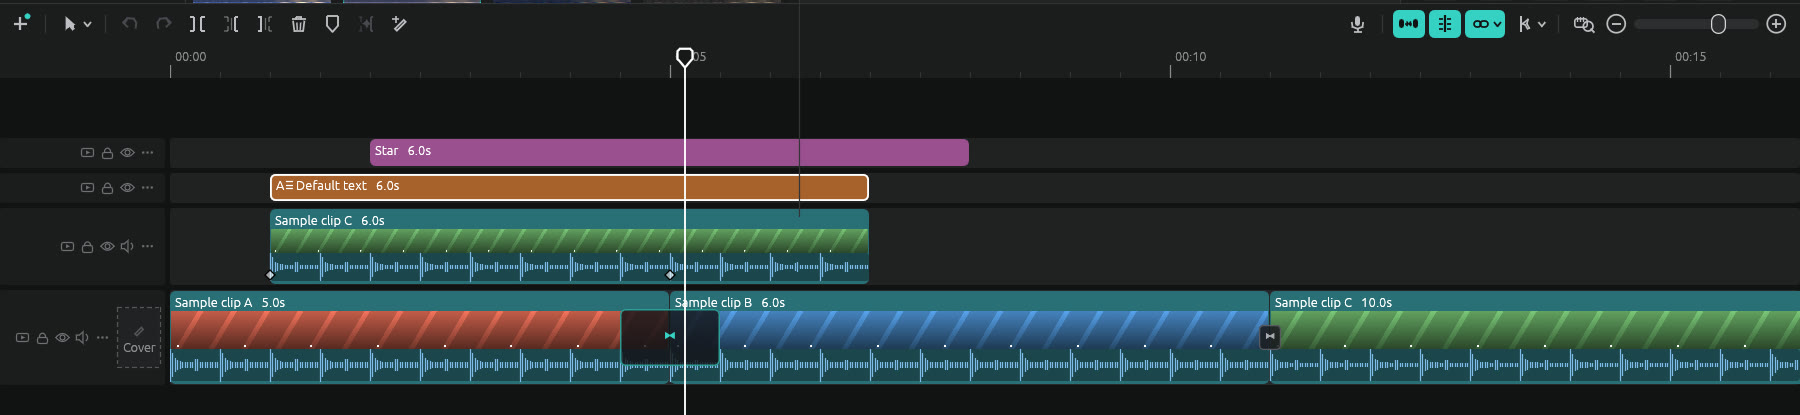 00:00
05
00:10
00:15
Star 6.0s
A Default text 6.0s
Sample clip C 6.0s
Sample clip A 5.0s
Sample clip B 6.0s
Sample clip C 10.0s
Cover